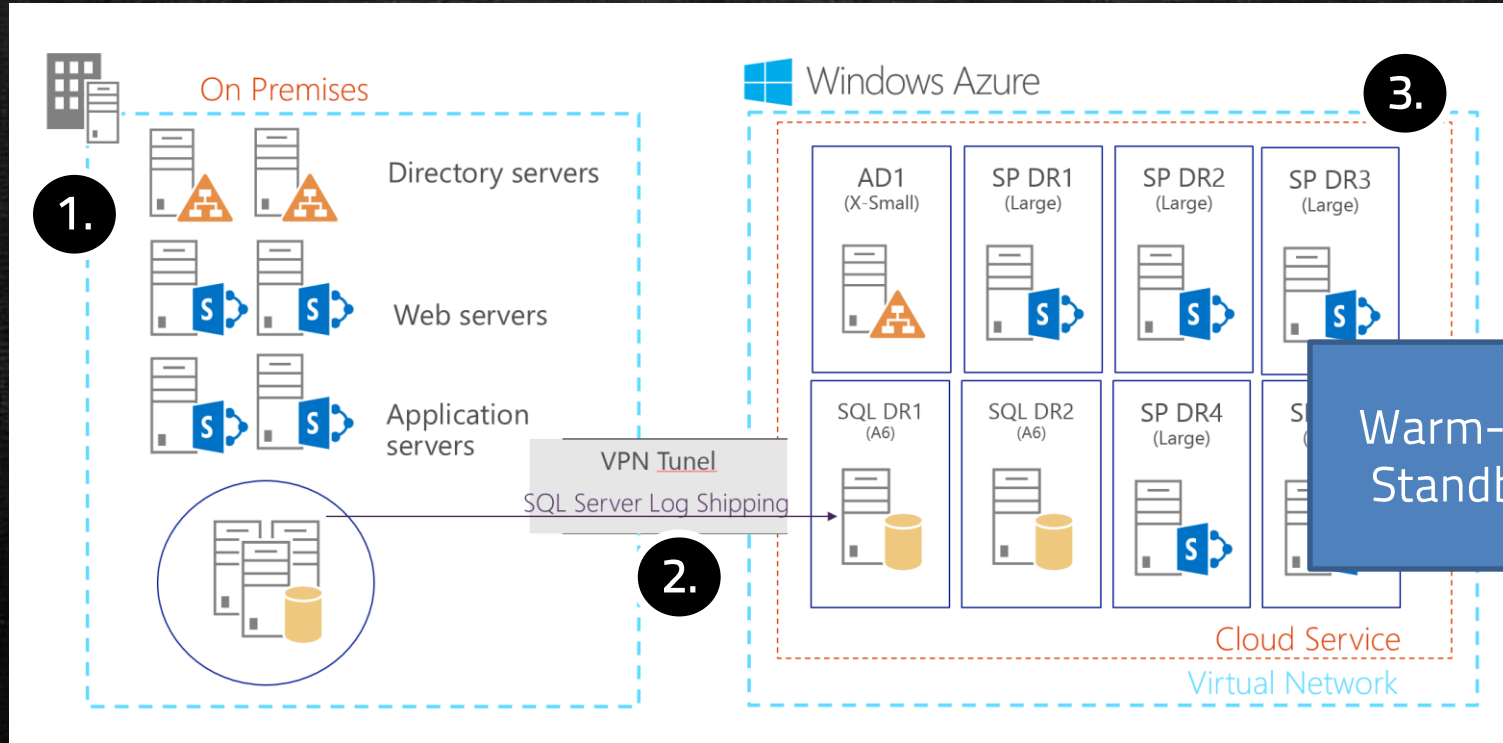 On Premises
1.
Directory servers
Web servers
Application
servers
VPN Tunel
SQL Server Log Shipping
2.
Windows Azure
3.
AD1
(X-Small)
SP DR1
(Large)
SP DR2
(Large)
SP DR3
(Large)
SQL DR1
(A6)
SQL DR2
(A6)
SP DR4
(Large)
Warm-
Cloud Service
Virtual Network